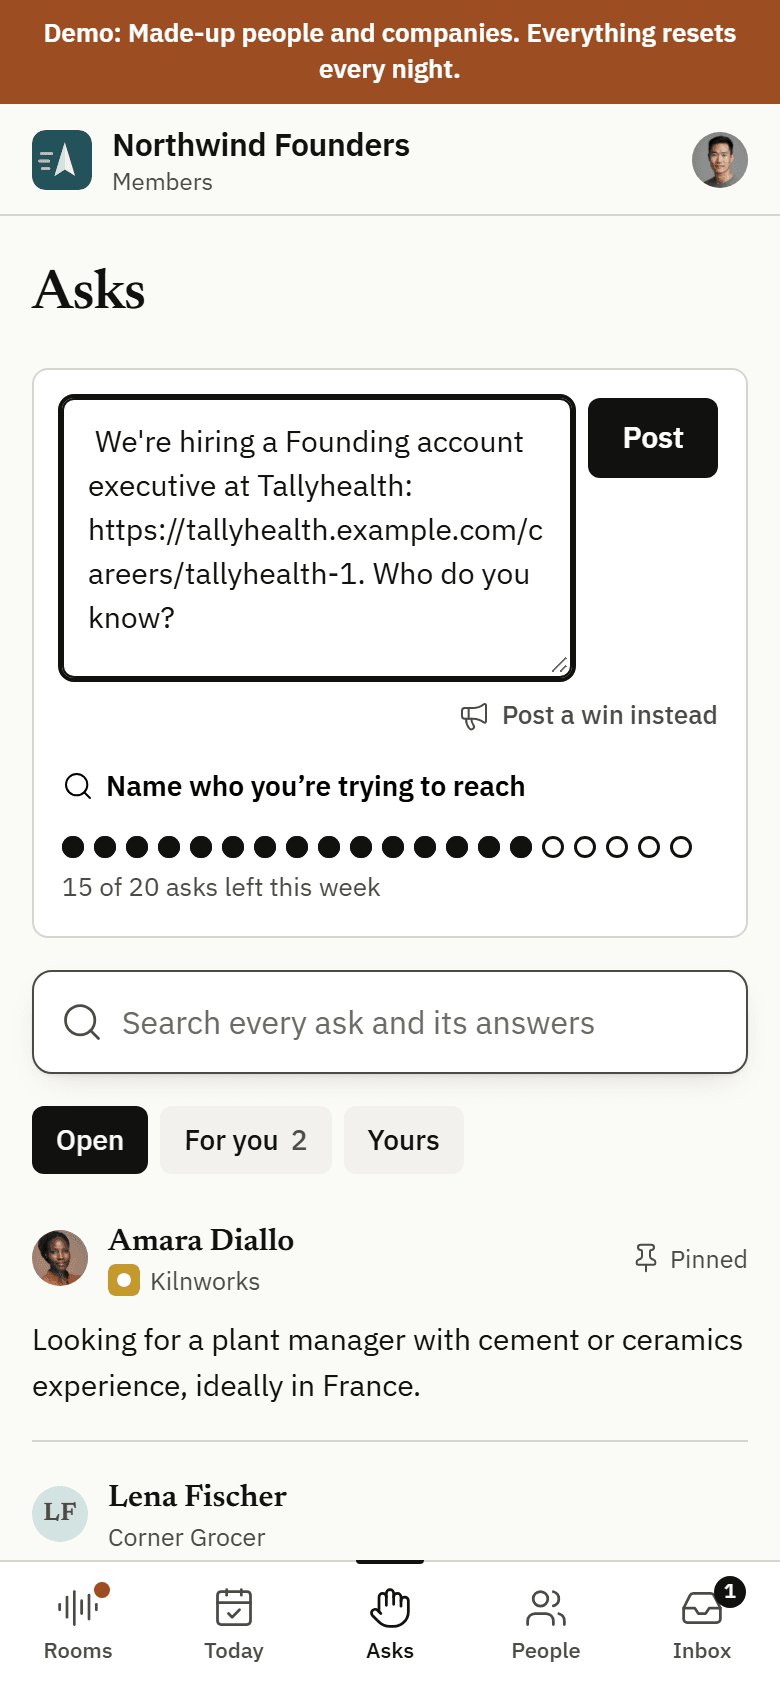 Demo: Made-up people and companies. Everything resets
every night.
Northwind Founders
Members
Asks
We're hiring a Founding account
executive at Tallyhealth:
https://tallyhealth.example.com/c
areers/tallyhealth-1. Who do you
know?
Post
Post a win instead
Name who you’re trying to reach
15 of 20 asks left this week
Search every ask and its answers
Open
For you 2
Yours
Amara Diallo
Kilnworks
Pinned
Looking for a plant manager with cement or ceramics
experience, ideally in France.
LF
Lena Fischer
Corner Grocer
Rooms
Today
Asks
People
1
Inbox